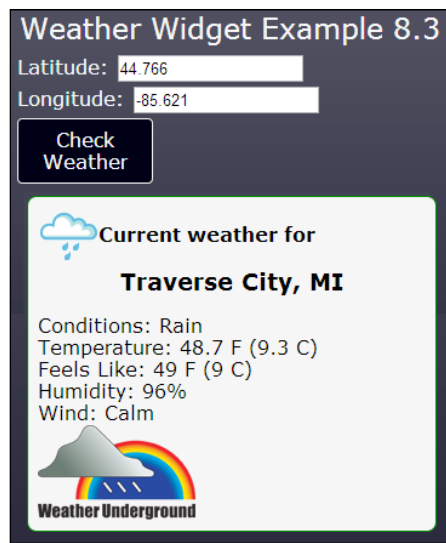 Weather Widget Example 8.3
Latitude: 44.766
Longitude: -85.621
Check
Weather
Current weather for
Traverse City, MI
Conditions: Rain
Temperature: 48.7 F (9.3 C)
Feels Like: 49 F (9 C)
Humidity: 96%
Wind: Calm
Weather Underground